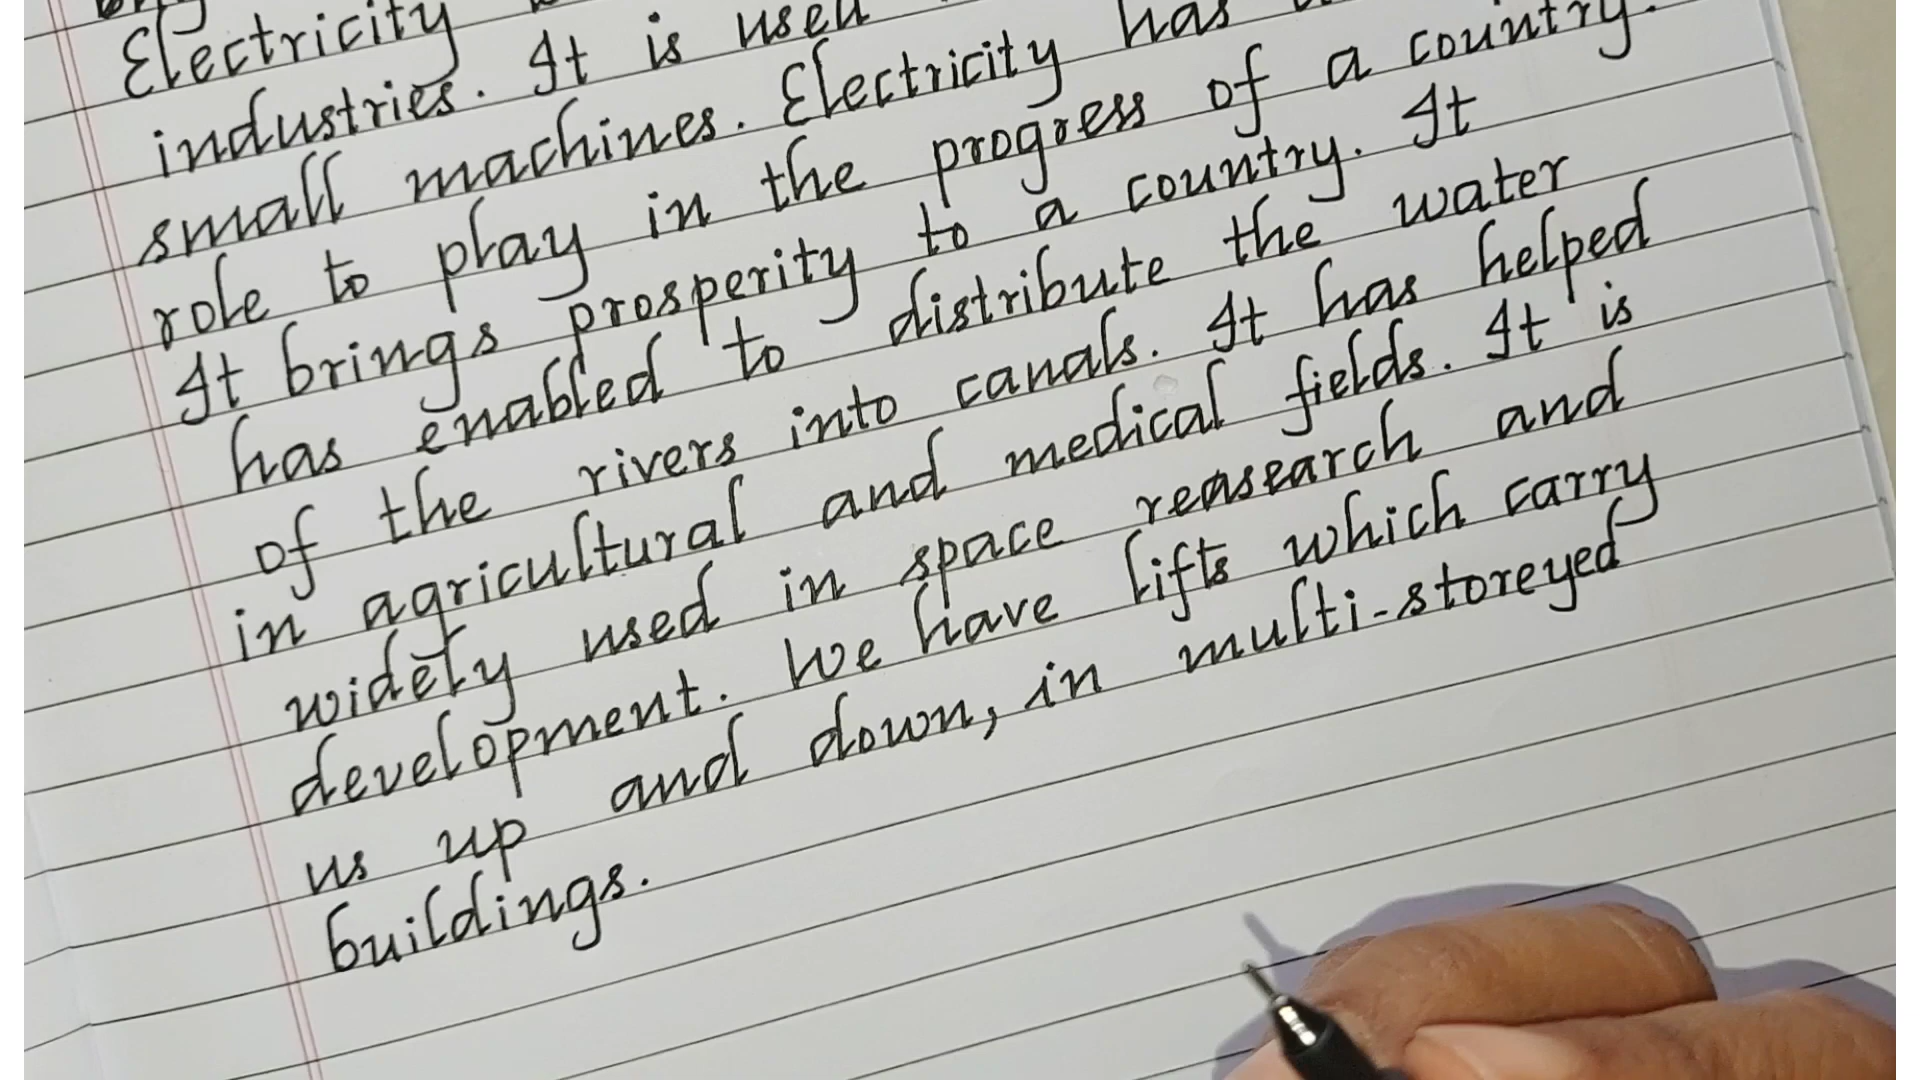 Electricity
industries. It is used
small machines. Electricity has
role to play in the progress of a country.
It brings prosperity to a country. It
has enabled to distribute the water
of the rivers into canals. It has helped
in agricultural and medical fields. It is
widely used in space reasearch and
development. We have lifts which carry
us up and down, in multi-storeyed
buildings.